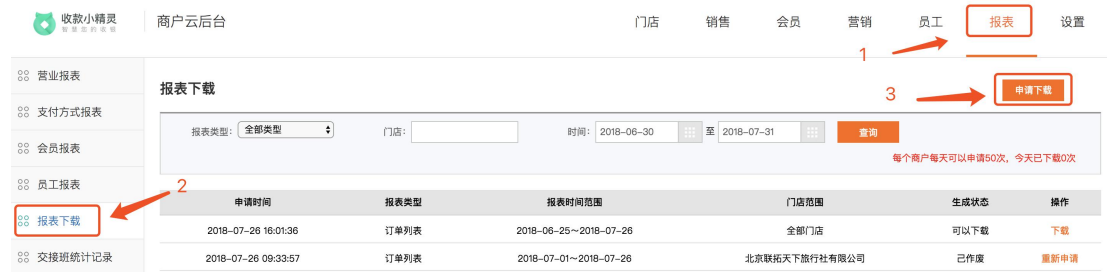 收款小精灵 商户云后台 门店 销售 会员 营销 员工 报表 设置
智慧您的收银
1
营业报表
报表下载
3 申请下载
支付方式报表
报表类型: 全部类型 门店: 时间: 2018-06-30 至 2018-07-31 查询
会员报表
每个商户每天可以申请50次，今天已下载0次
员工报表
2
申请时间 报表类型 报表时间范围 门店范围 生成状态 操作
报表下载
2018-07-26 16:01:36 订单列表 2018-06-25~2018-07-26 全部门店 可以下载 下载
交接班统计记录
2018-07-26 09:33:57 订单列表 2018-07-01~2018-07-26 北京联拓天下旅行社有限公司 己作废 重新申请